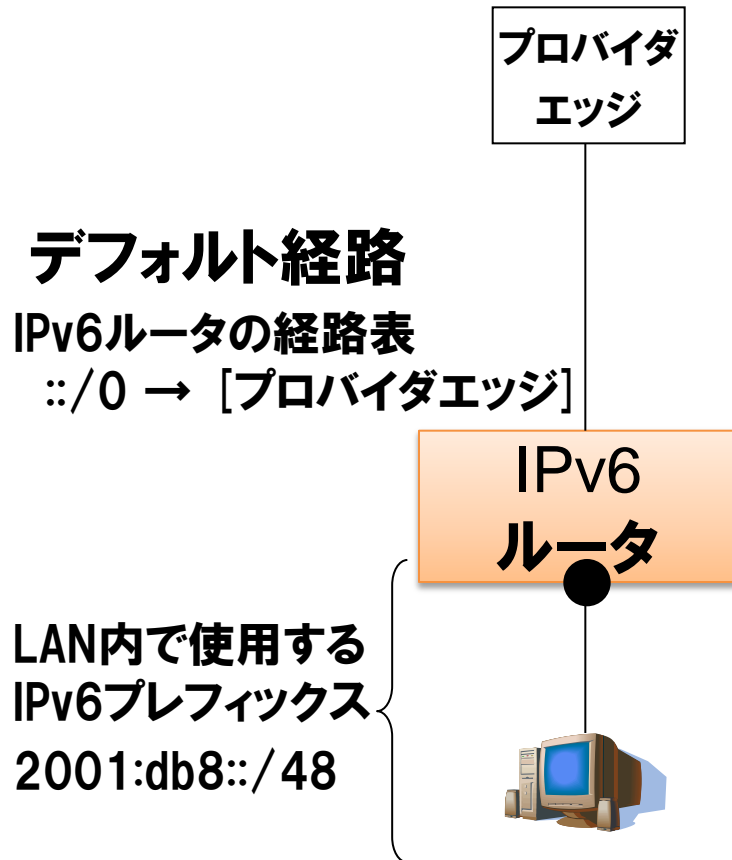 プロバイダ
エッジ
デフォルト経路
IPv6ルータの経路表
::/0 → [プロバイダエッジ]
IPv6
ルータ
LAN内で使用する
IPv6プレフィックス
2001:db8::/48